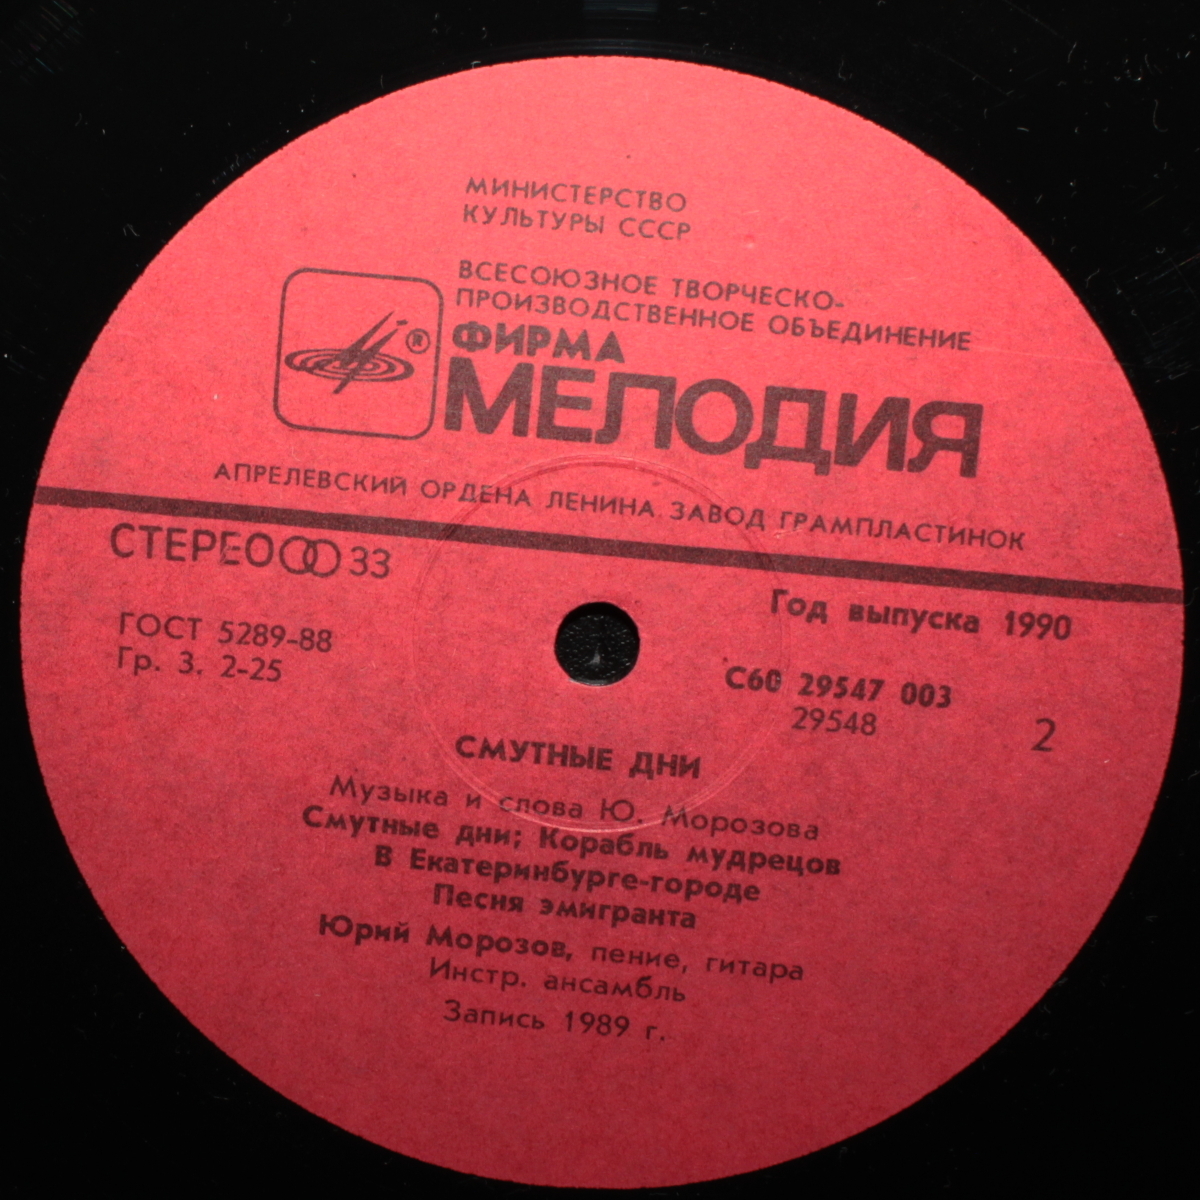 МИНИСТЕРСТВО
КУЛЬТУРЫ СССР
ВСЕСОЮЗНОЕ ТВОРЧЕСКО-
ПРОИЗВОДСТВЕННОЕ ОБЪЕДИНЕНИЕ
ФИРМА
®
МЕЛОДИЯ
АПРЕЛЕВСКИЙ ОРДЕНА ЛЕНИНА ЗАВОД ГРАМПЛАСТИНОК
СТЕРЕО 33
Год выпуска 1990
ГОСТ 5289-88
Гр. 3. 2-25
С60 29547 003
29548
2
СМУТНЫЕ ДНИ
Музыка и слова Ю. Морозова
Смутные дни; Корабль мудрецов
В Екатеринбурге-городе
Песня эмигранта
Юрий Морозов, пение, гитара
Инстр. ансамбль
Запись 1989 г.